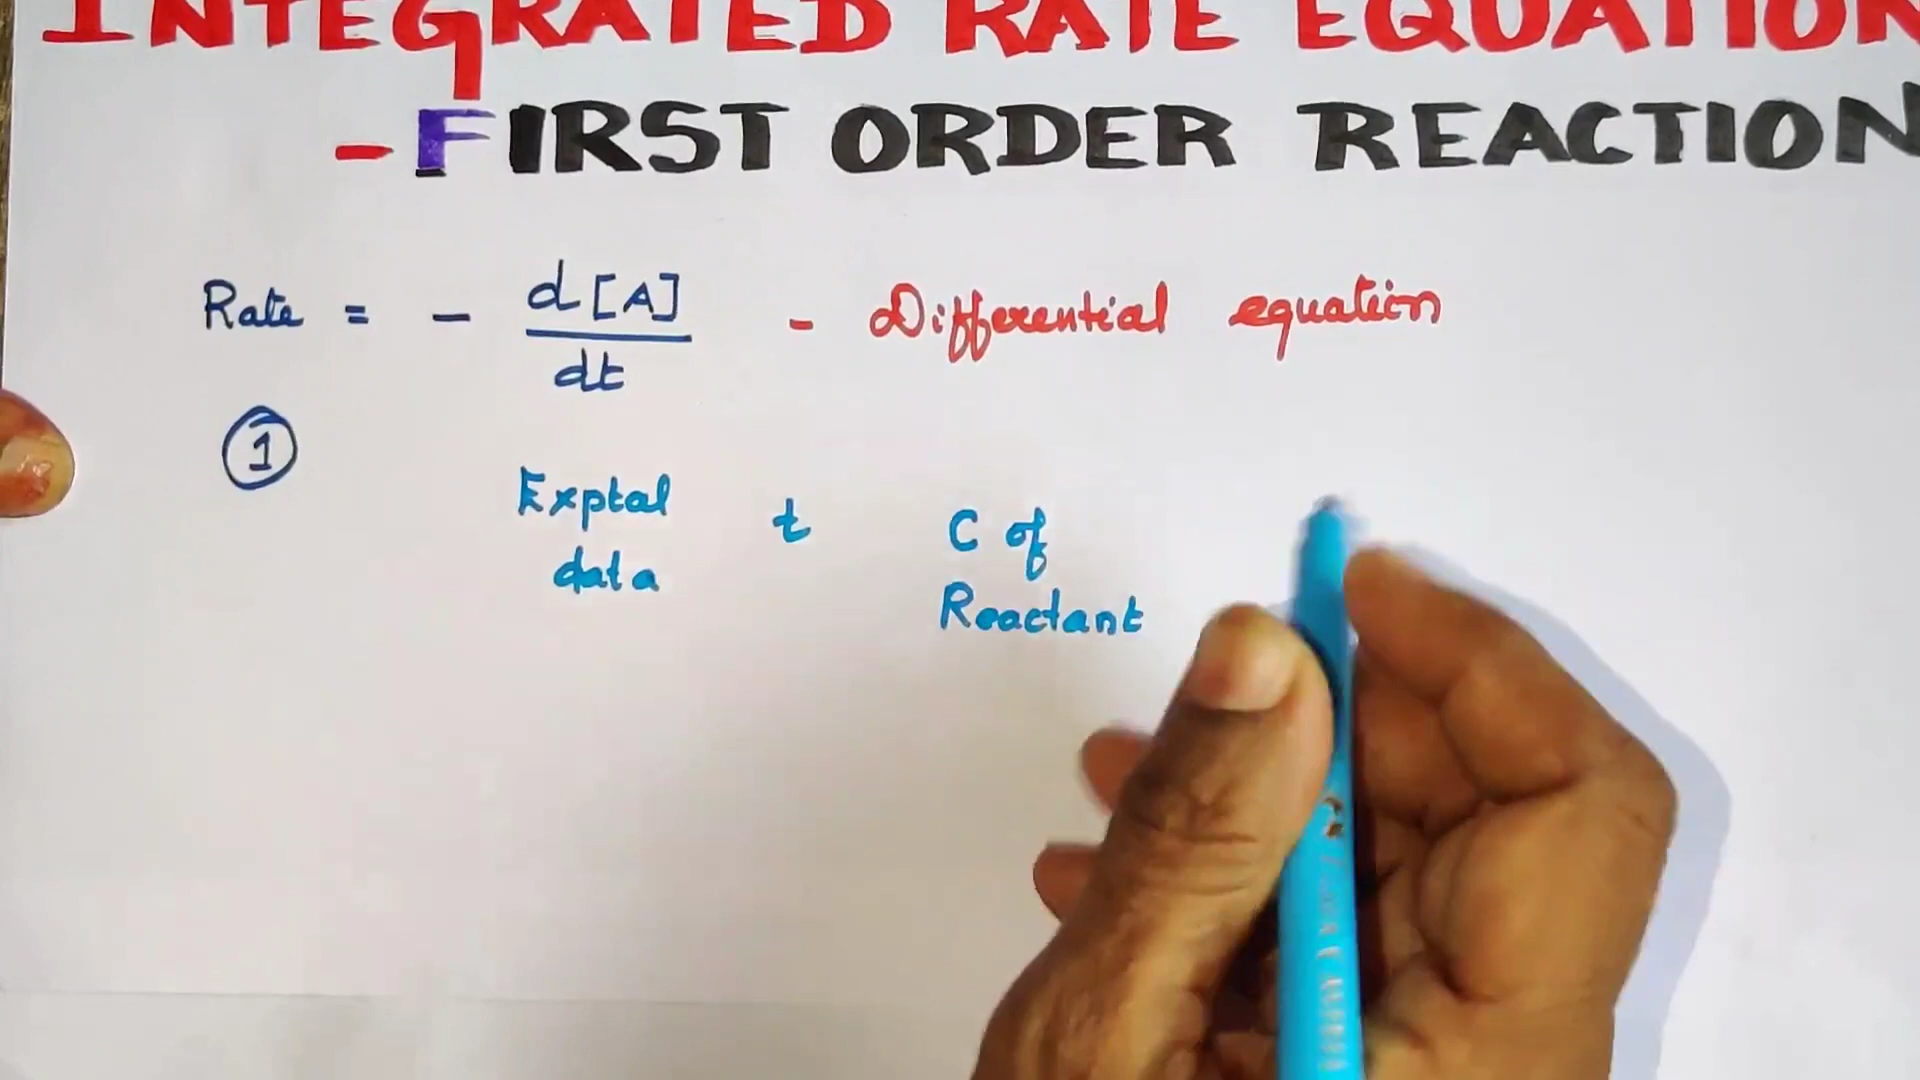 INTEGRATED RATE EQUATION
- FIRST ORDER REACTION
Rate = - d[A]/dt - Differential equation
①
Exptal data t C of Reactant